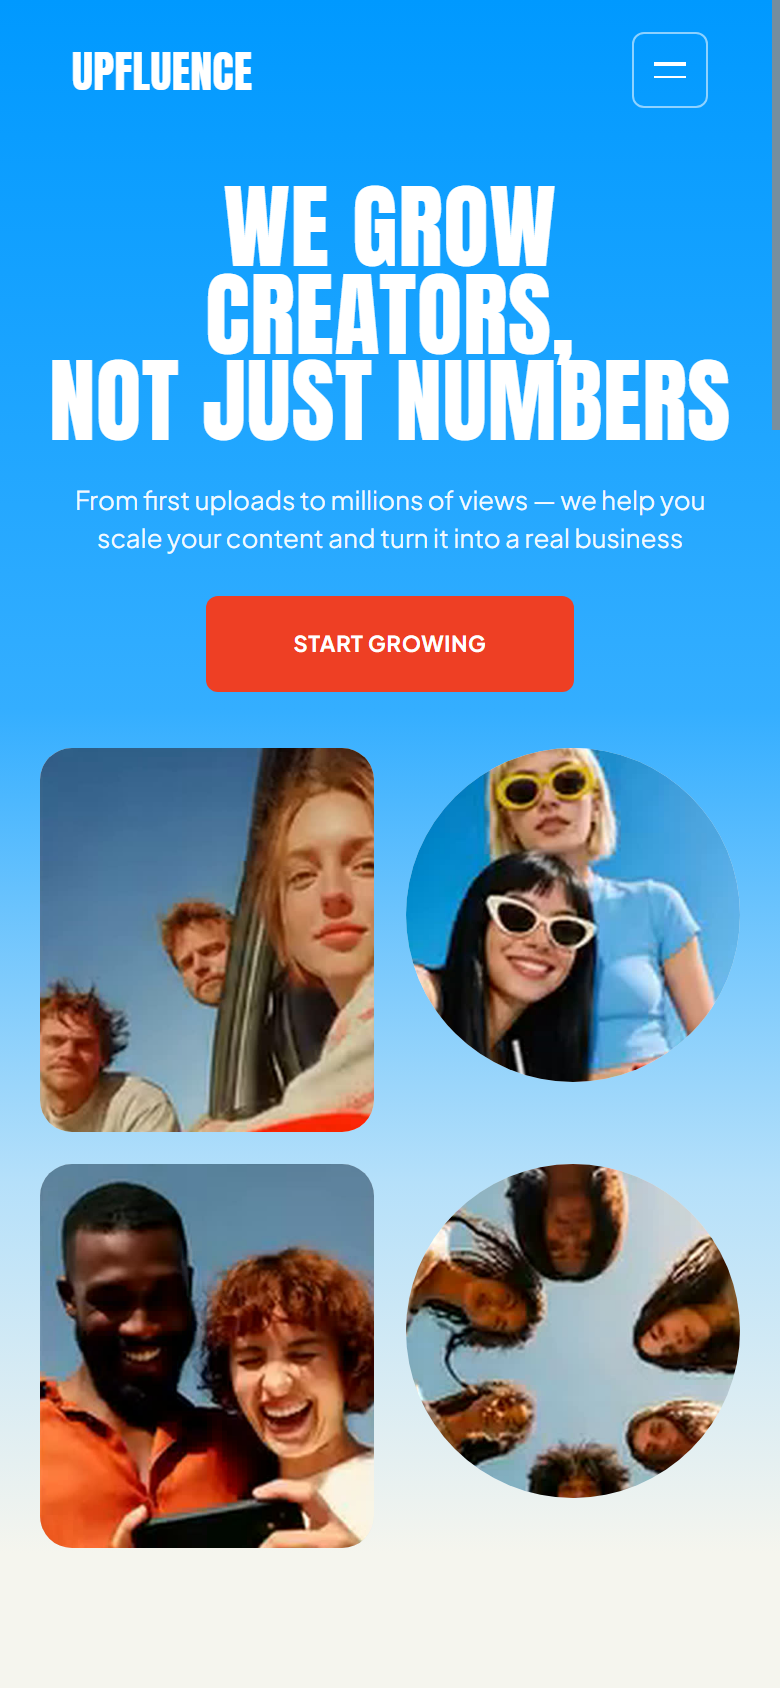 UPFLUENCE
WE GROW
CREATORS,
NOT JUST NUMBERS
From first uploads to millions of views — we help you
scale your content and turn it into a real business
START GROWING